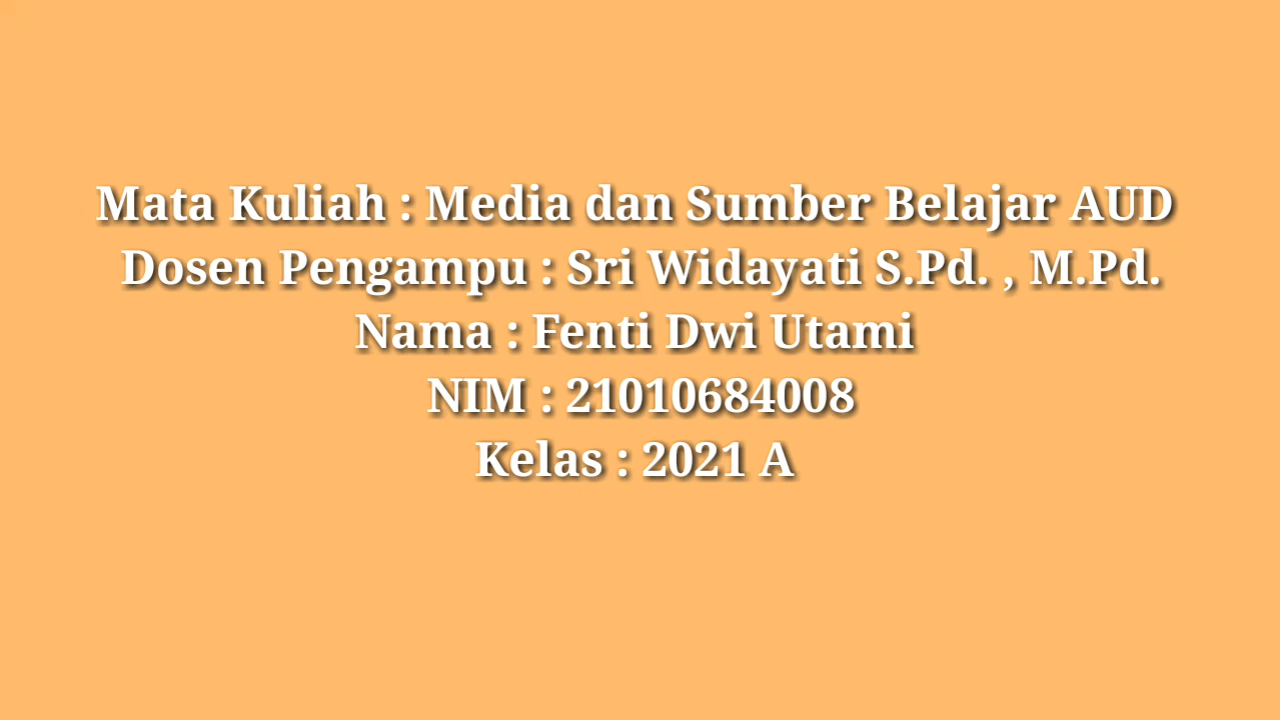 Mata Kuliah : Media dan Sumber Belajar AUD
Dosen Pengampu : Sri Widayati S.Pd. , M.Pd.
Nama : Fenti Dwi Utami
NIM : 21010684008
Kelas : 2021 A